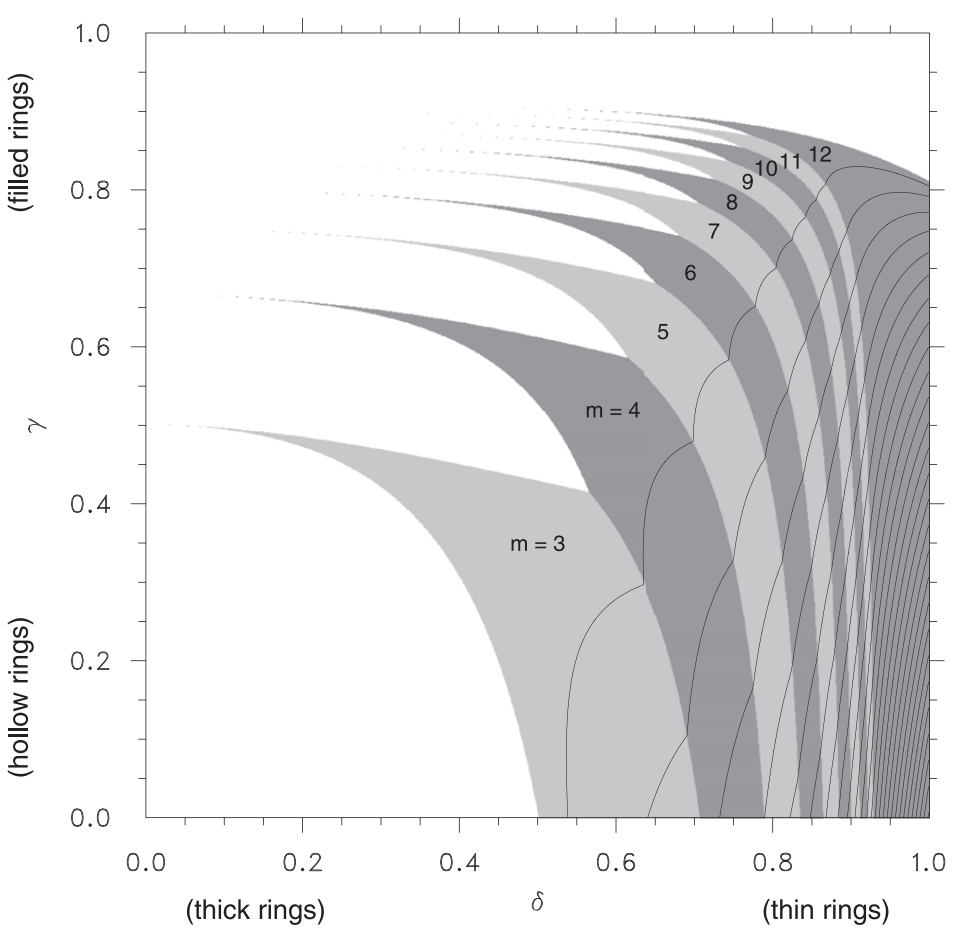 1.0
0.8
0.6
0.4
0.2
0.0
(filled rings)
γ
(hollow rings)
12
11
10
9
8
7
6
5
m = 4
m = 3
0.0 0.2 0.4 0.6 0.8 1.0
(thick rings) δ (thin rings)